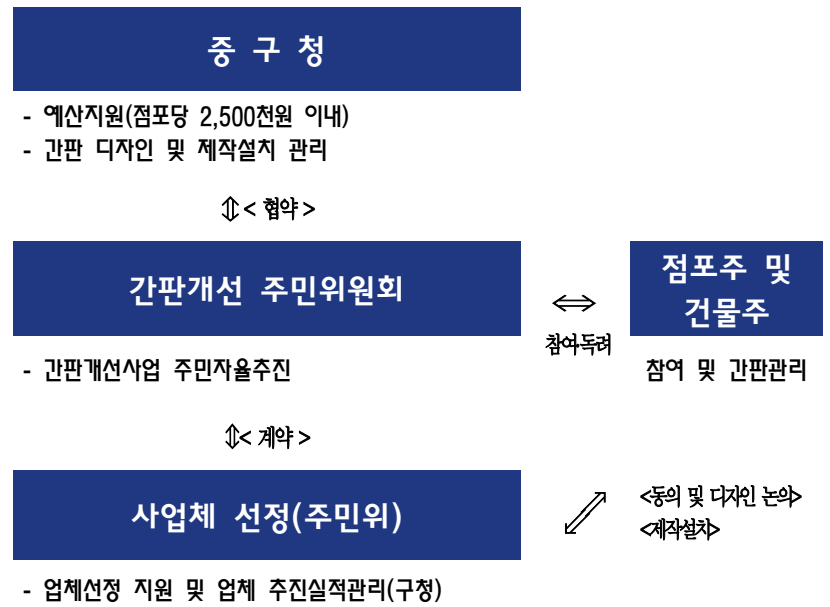 중 구 청
- 예산지원(점포당 2,500천원 이내)
- 간판 디자인 및 제작설치 관리
⇕< 협약 >
간판개선 주민위원회
⇔
참여독려
점포주 및
건물주
- 간판개선사업 주민자율추진
참여 및 간판관리
⇕< 계약 >
사업체 선정(주민위)
<동의 및 디자인 논의>
<제작설치>
- 업체선정 지원 및 업체 추진실적관리(구청)